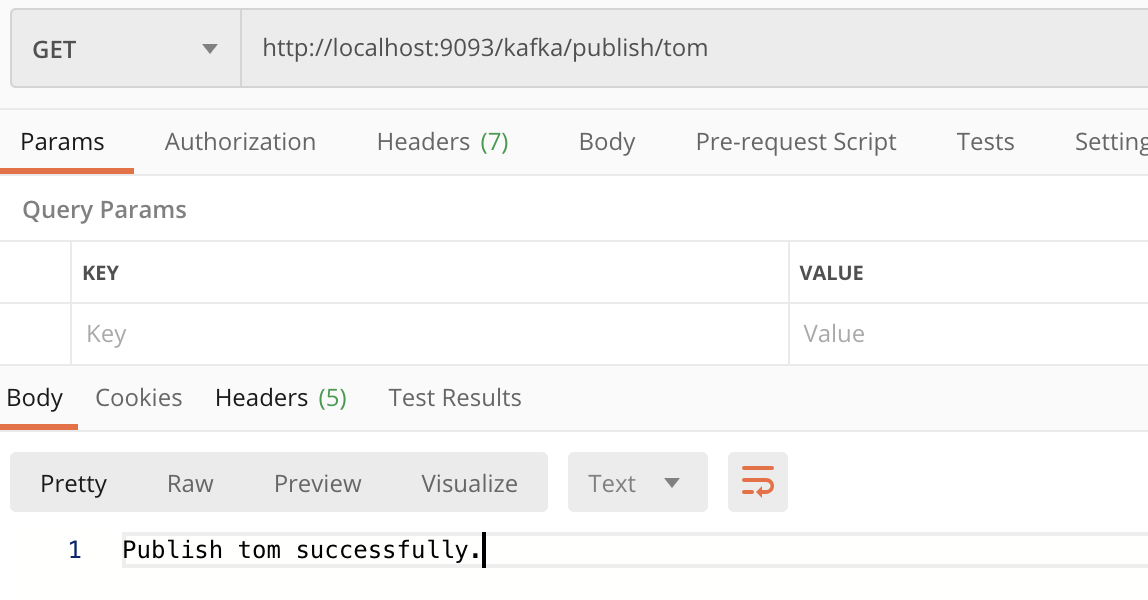 GET http://localhost:9093/kafka/publish/tom
Params Authorization Headers (7) Body Pre-request Script Tests Setting
Query Params
KEY VALUE
Key Value
Body Cookies Headers (5) Test Results
Pretty Raw Preview Visualize Text
1 Publish tom successfully.